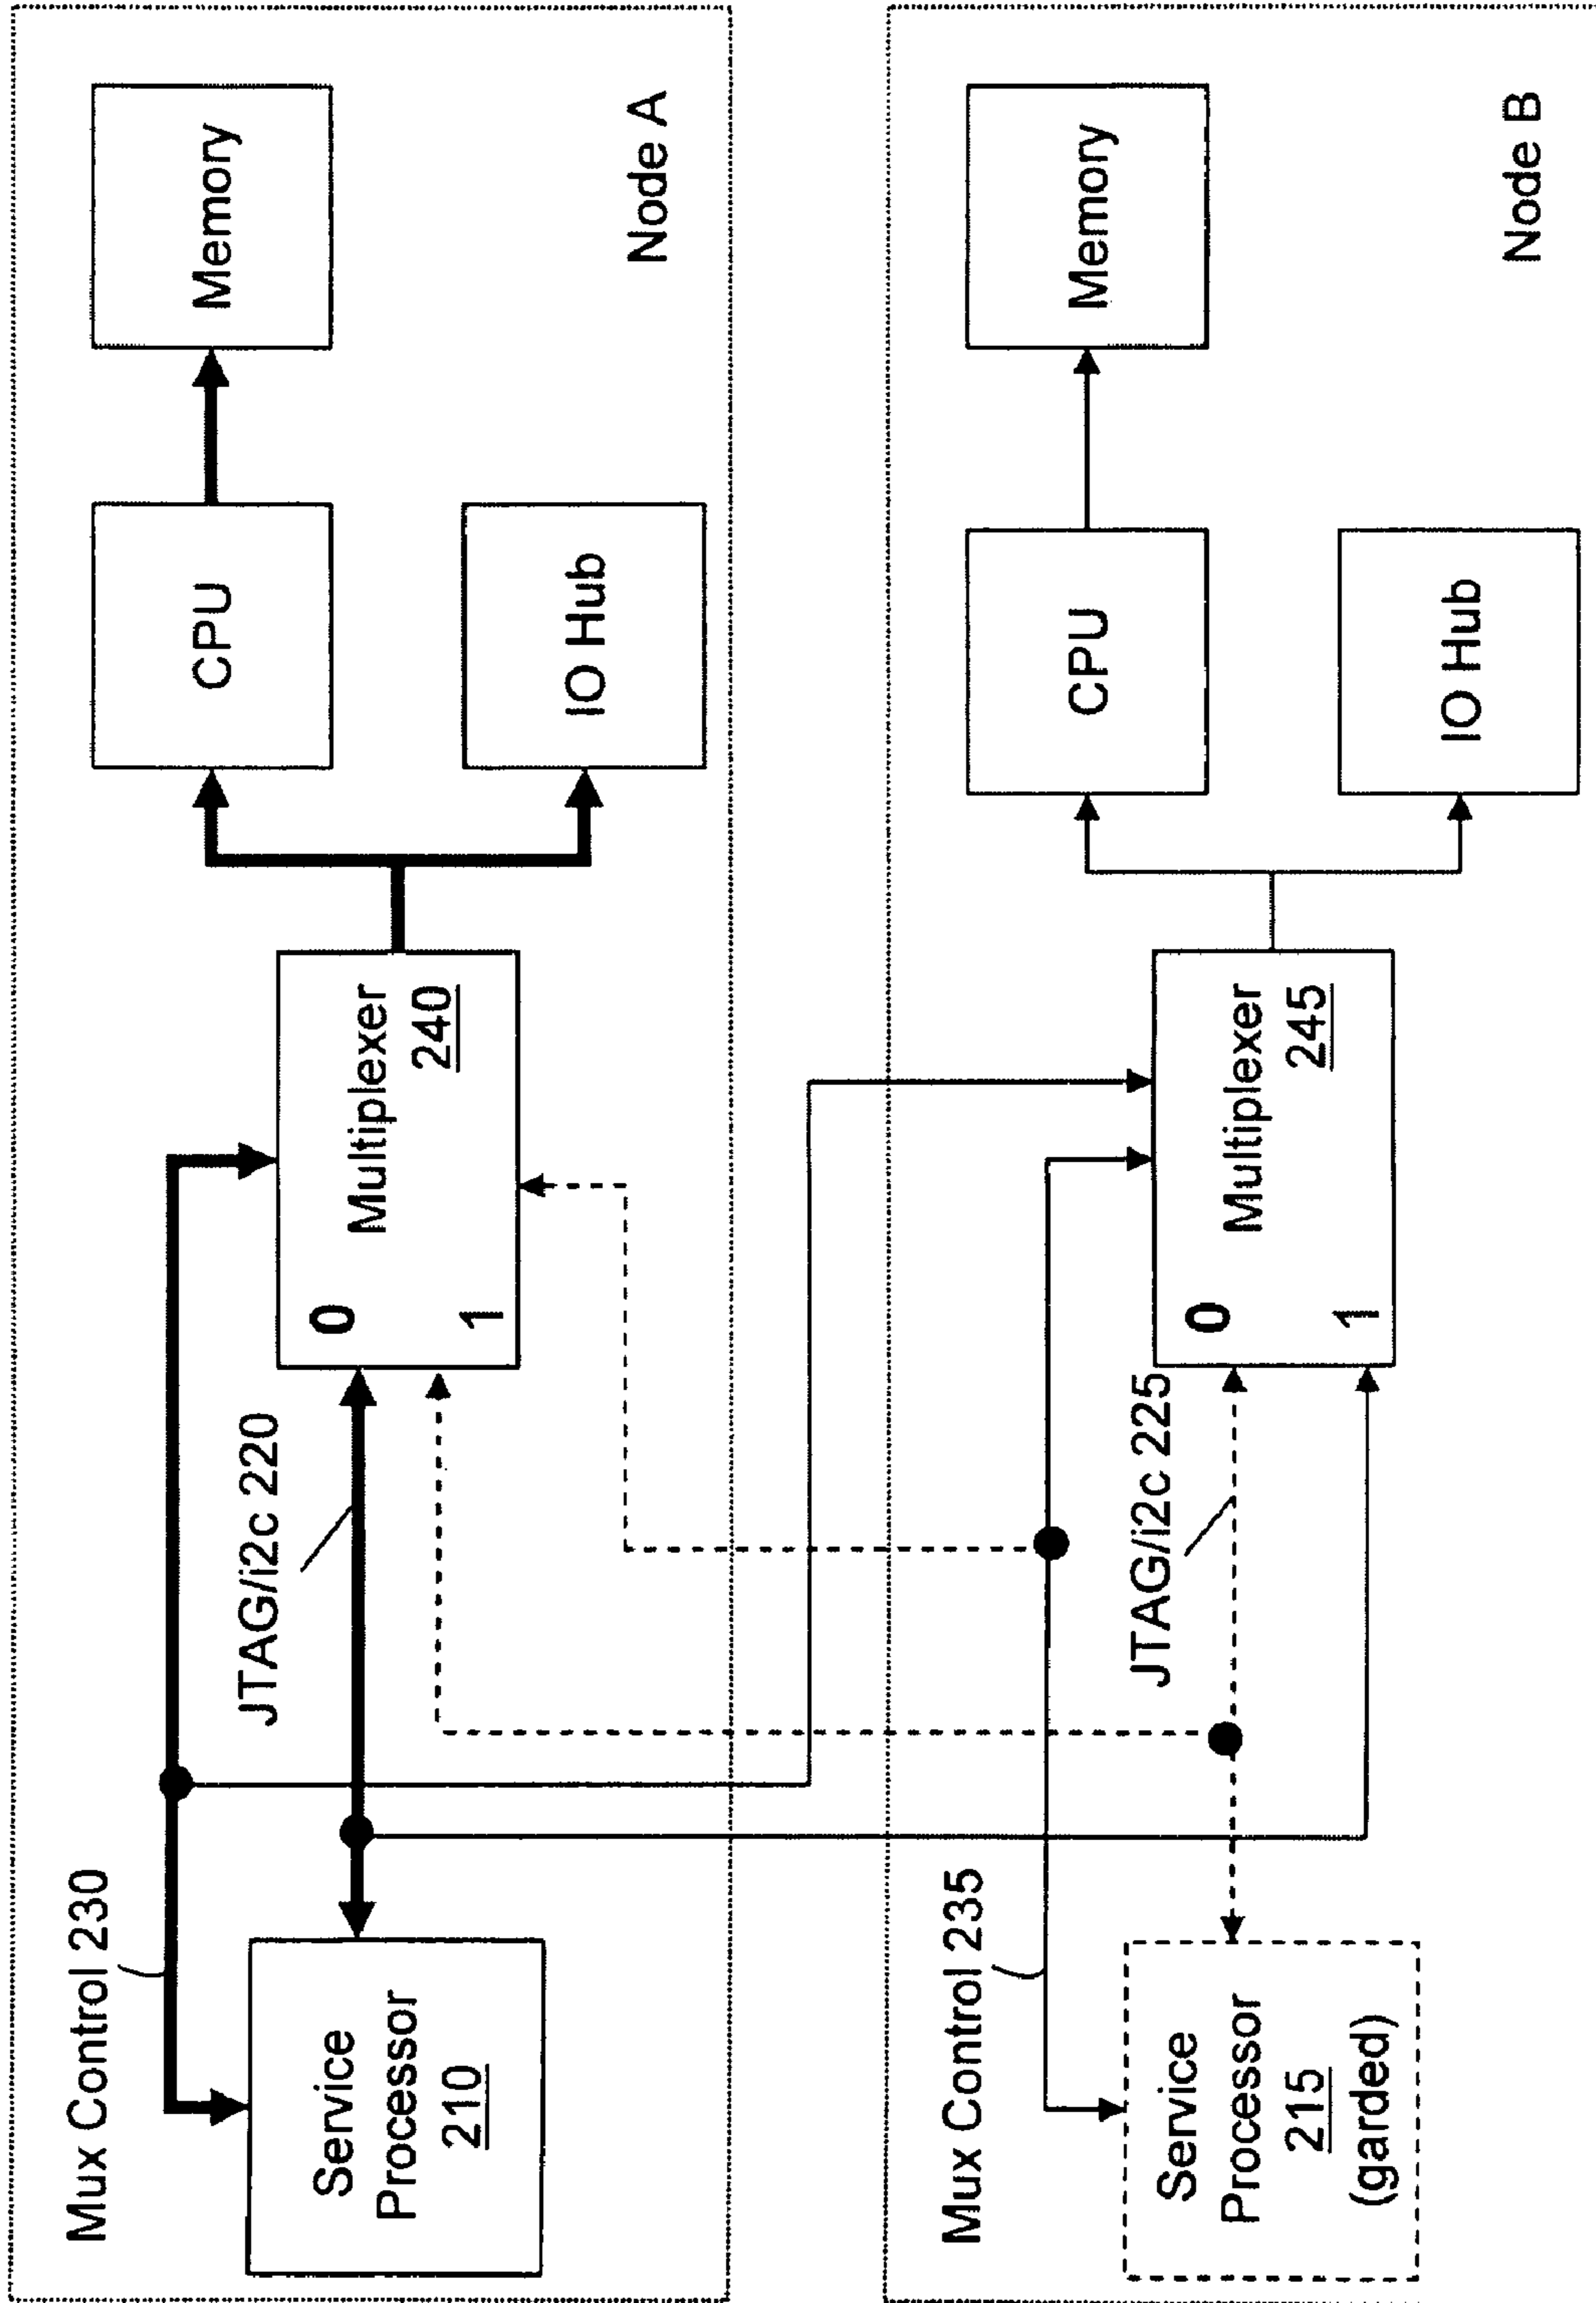 Mux Control 230
Service
Processor
210
JTAG/i2c 220
0
1
Multiplexer
240
CPU
IO Hub
Memory
Node A
Mux Control 235
Service
Processor
215
(garded)
JTAG/i2c 225
0
1
Multiplexer
245
CPU
IO Hub
Memory
Node B